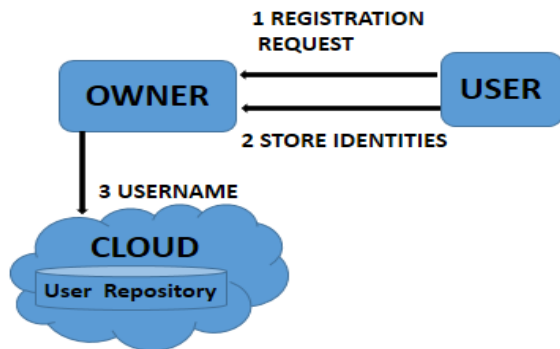 1 REGISTRATION
REQUEST
OWNER
USER
2 STORE IDENTITIES
3 USERNAME
CLOUD
User Repository